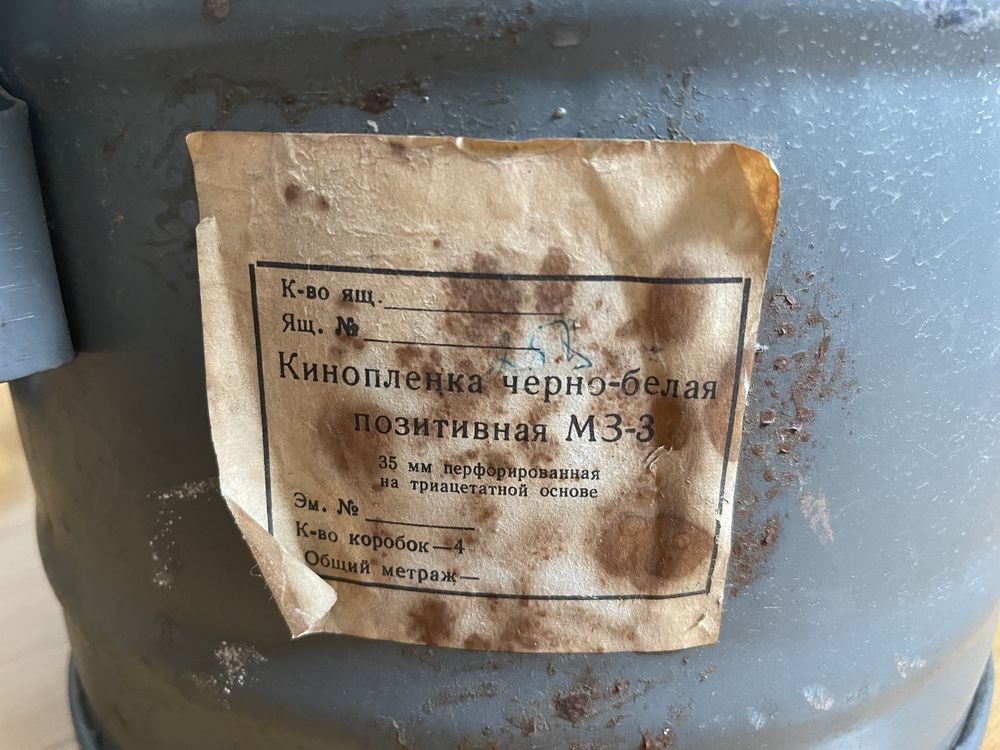 К-во ящ.
Ящ. №
Кинопленка черно-белая
позитивная МЗ-3
35 мм перфорированная
на триацетатной основе
Эм. №
К-во коробок—4
Общий метраж—